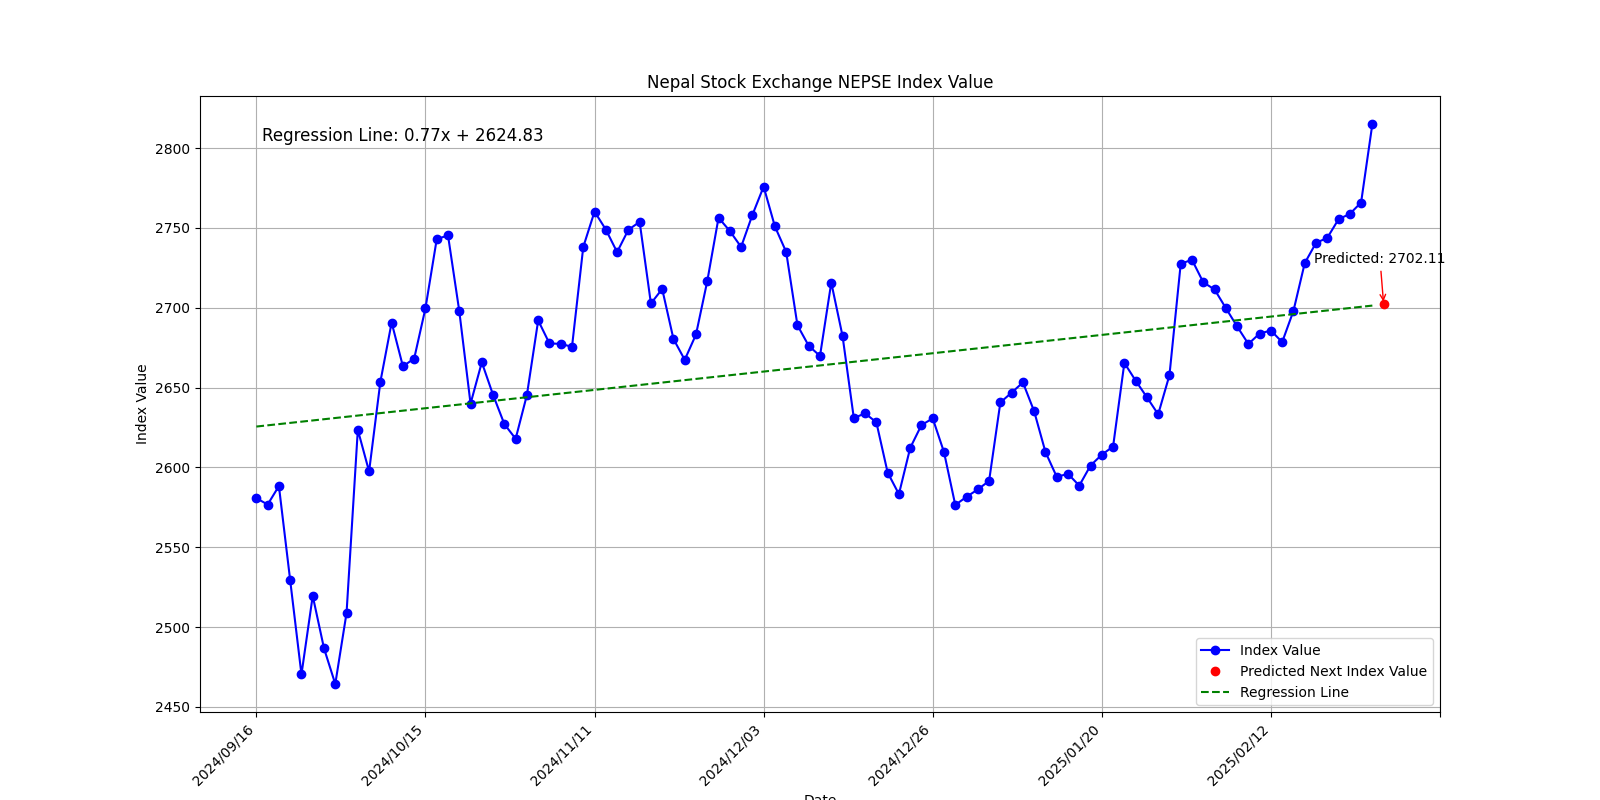 Nepal Stock Exchange NEPSE Index Value
Regression Line: 0.77x + 2624.83
Index Value
2800
2750
2700
2650
2600
2550
2500
2450
Predicted: 2702.11
Index Value
Predicted Next Index Value
Regression Line
2024/09/16
2024/10/15
2024/11/11
2024/12/03
2024/12/26
2025/01/20
2025/02/12
Date